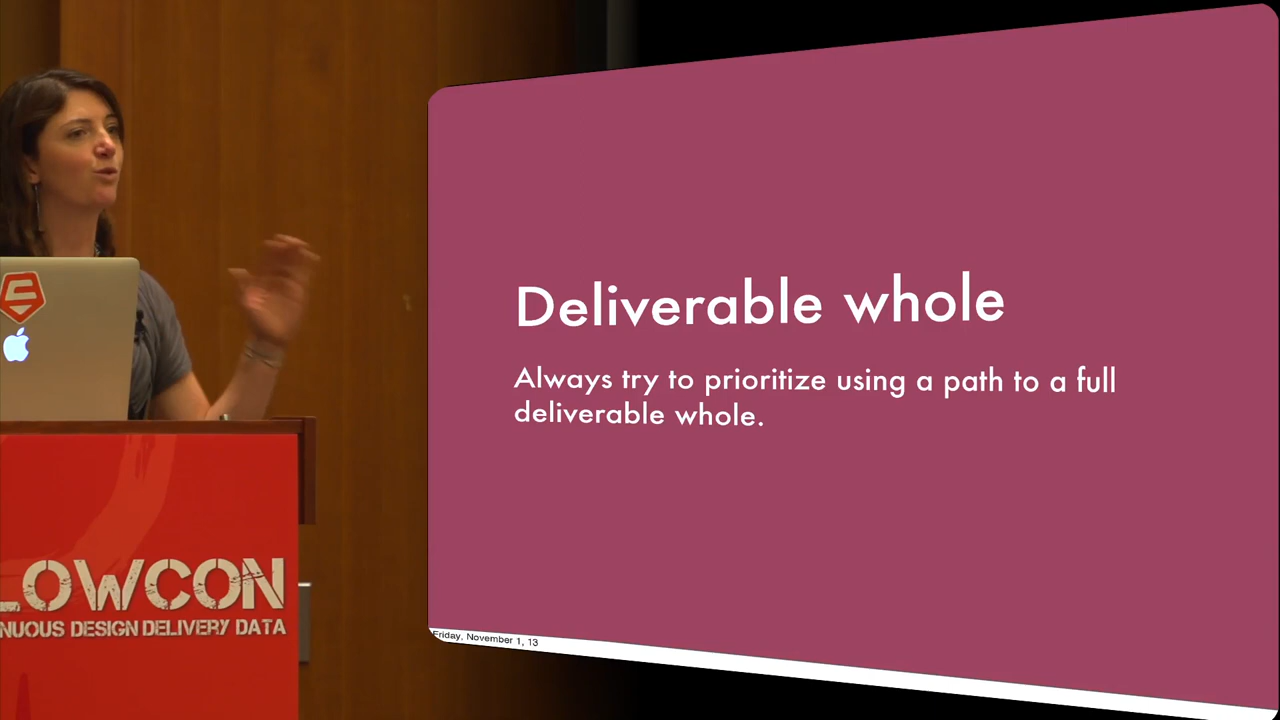 Deliverable whole
Always try to prioritize using a path to a full
deliverable whole.
Friday, November 1, 13
LOWCON
NUOUS DESIGN DELIVERY DATA